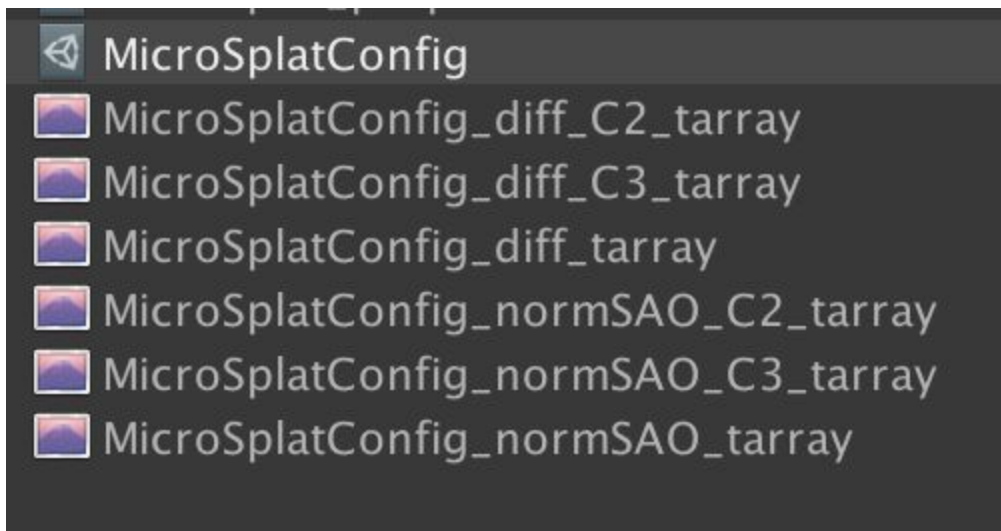 MicroSplatConfig
MicroSplatConfig_diff_C2_tarray
MicroSplatConfig_diff_C3_tarray
MicroSplatConfig_diff_tarray
MicroSplatConfig_normSAO_C2_tarray
MicroSplatConfig_normSAO_C3_tarray
MicroSplatConfig_normSAO_tarray